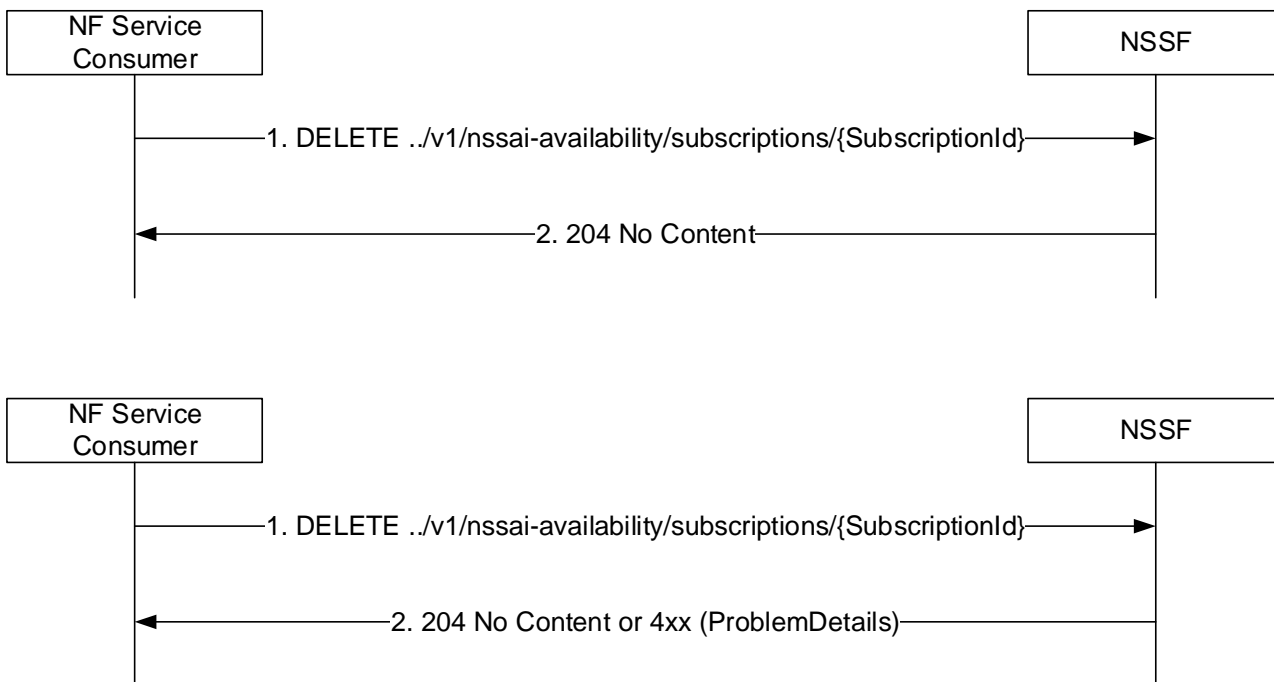 NF Service
Consumer
NSSF
1. DELETE ../v1/nssai-availability/subscriptions/{SubscriptionId}
2. 204 No Content
NF Service
Consumer
NSSF
1. DELETE ../v1/nssai-availability/subscriptions/{SubscriptionId}
2. 204 No Content or 4xx (ProblemDetails)